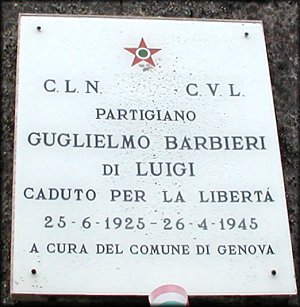 C.L.N. C.V.L.
PARTIGIANO
GUGLIELMO BARBIERI
DI LUIGI
CADUTO PER LA LIBERTÁ
25-6-1925-26-4-1945
A CURA DEL COMUNE DI GENOVA